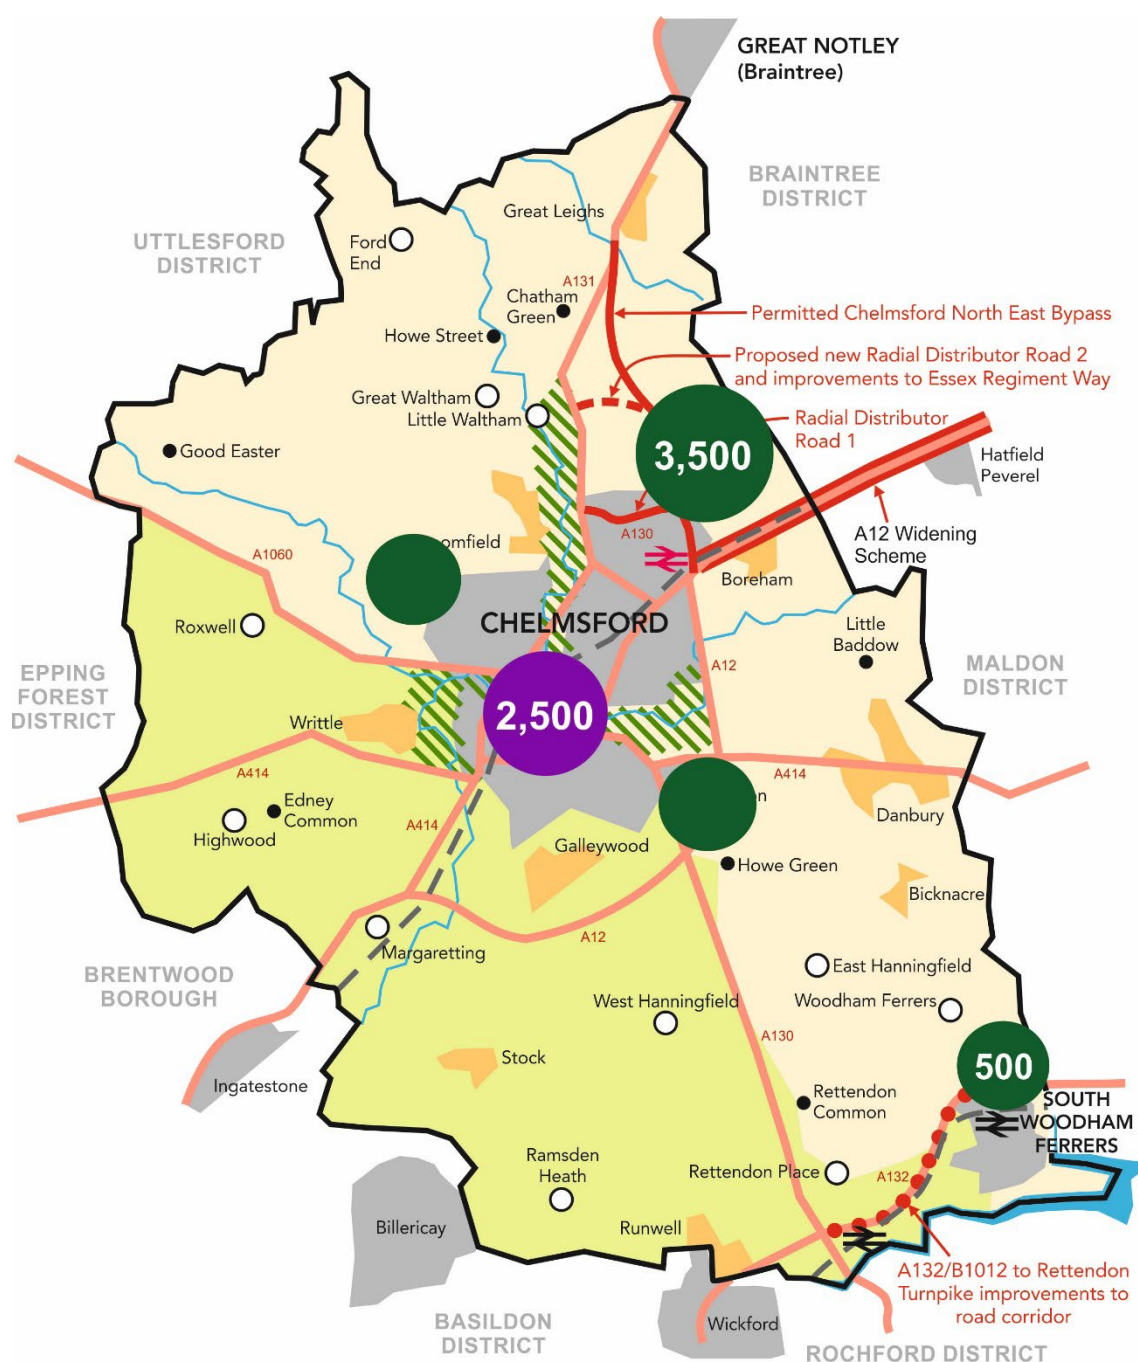 GREAT NOTLEY
(Braintree)
BRAINTREE
DISTRICT
Great Leighs
UTTLESFORD
DISTRICT
Ford
End
A131
Chatham
Green
Permitted Chelmsford North East Bypass
Howe Street
Proposed new Radial Distributor Road 2
and improvements to Essex Regiment Way
Great Waltham
Little Waltham
Radial Distributor
Road 1
Good Easter
3,500
Hatfield
Peverel
A130
A12 Widening
Scheme
omfield
A1060
Boreham
Roxwell
CHELMSFORD
Little
Baddow
EPPING
FOREST
DISTRICT
A12
MALDON
DISTRICT
Writtle
2,500
A414
A414
on
Edney
Common
Highwood
A414
Danbury
Galleywood
Howe Green
Bicknacre
A12
Margaretting
BRENTWOOD
BOROUGH
East Hanningfield
West Hanningfield
Woodham Ferrers
A130
Stock
500
Ingatestone
Rettendon
Common
SOUTH
WOODHAM
FERRERS
Ramsden
Heath
Rettendon Place
A132
Billericay
Runwell
A132/B1012 to Rettendon
Turnpike improvements to
road corridor
BASILDON
DISTRICT
Wickford
ROCHFORD DISTRICT